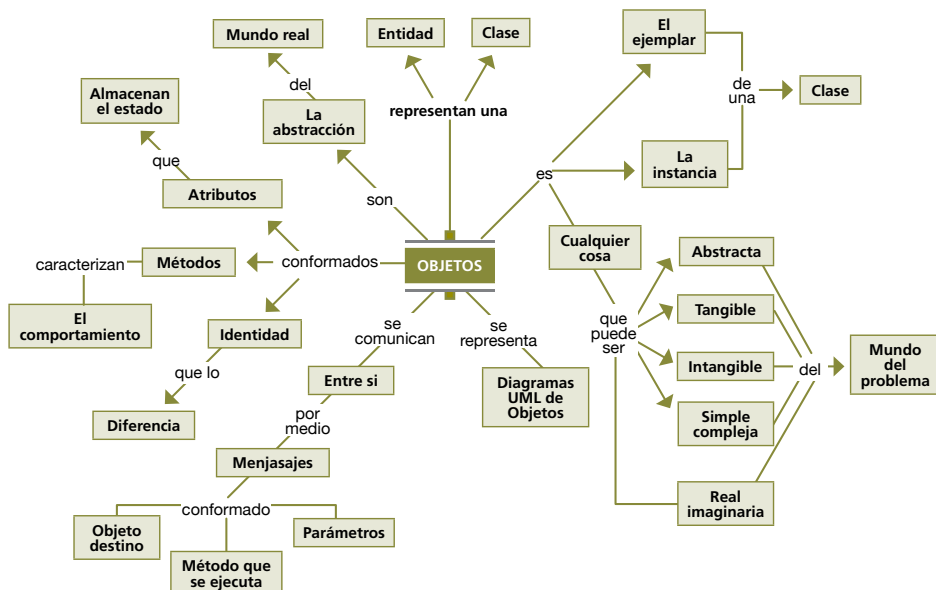 Mundo real
Entidad
Clase
El
ejemplar
del
Almacenan
el estado
La
abstracción
representan una
de
una
Clase
que
Atributos
son
es
La
instancia
caracterizan
Métodos
conformados
OBJETOS
Cualquier
cosa
Abstracta
El
comportamiento
Identidad
se
comunican
se
representa
que
puede
ser
Tangible
que lo
Entre si
Diagramas
UML de
Objetos
Intangible
del
Mundo
del
problema
Diferencia
por
medio
Simple
compleja
Menjasajes
Real
imaginaria
conformado
Objeto
destino
Método que
se ejecuta
Parámetros